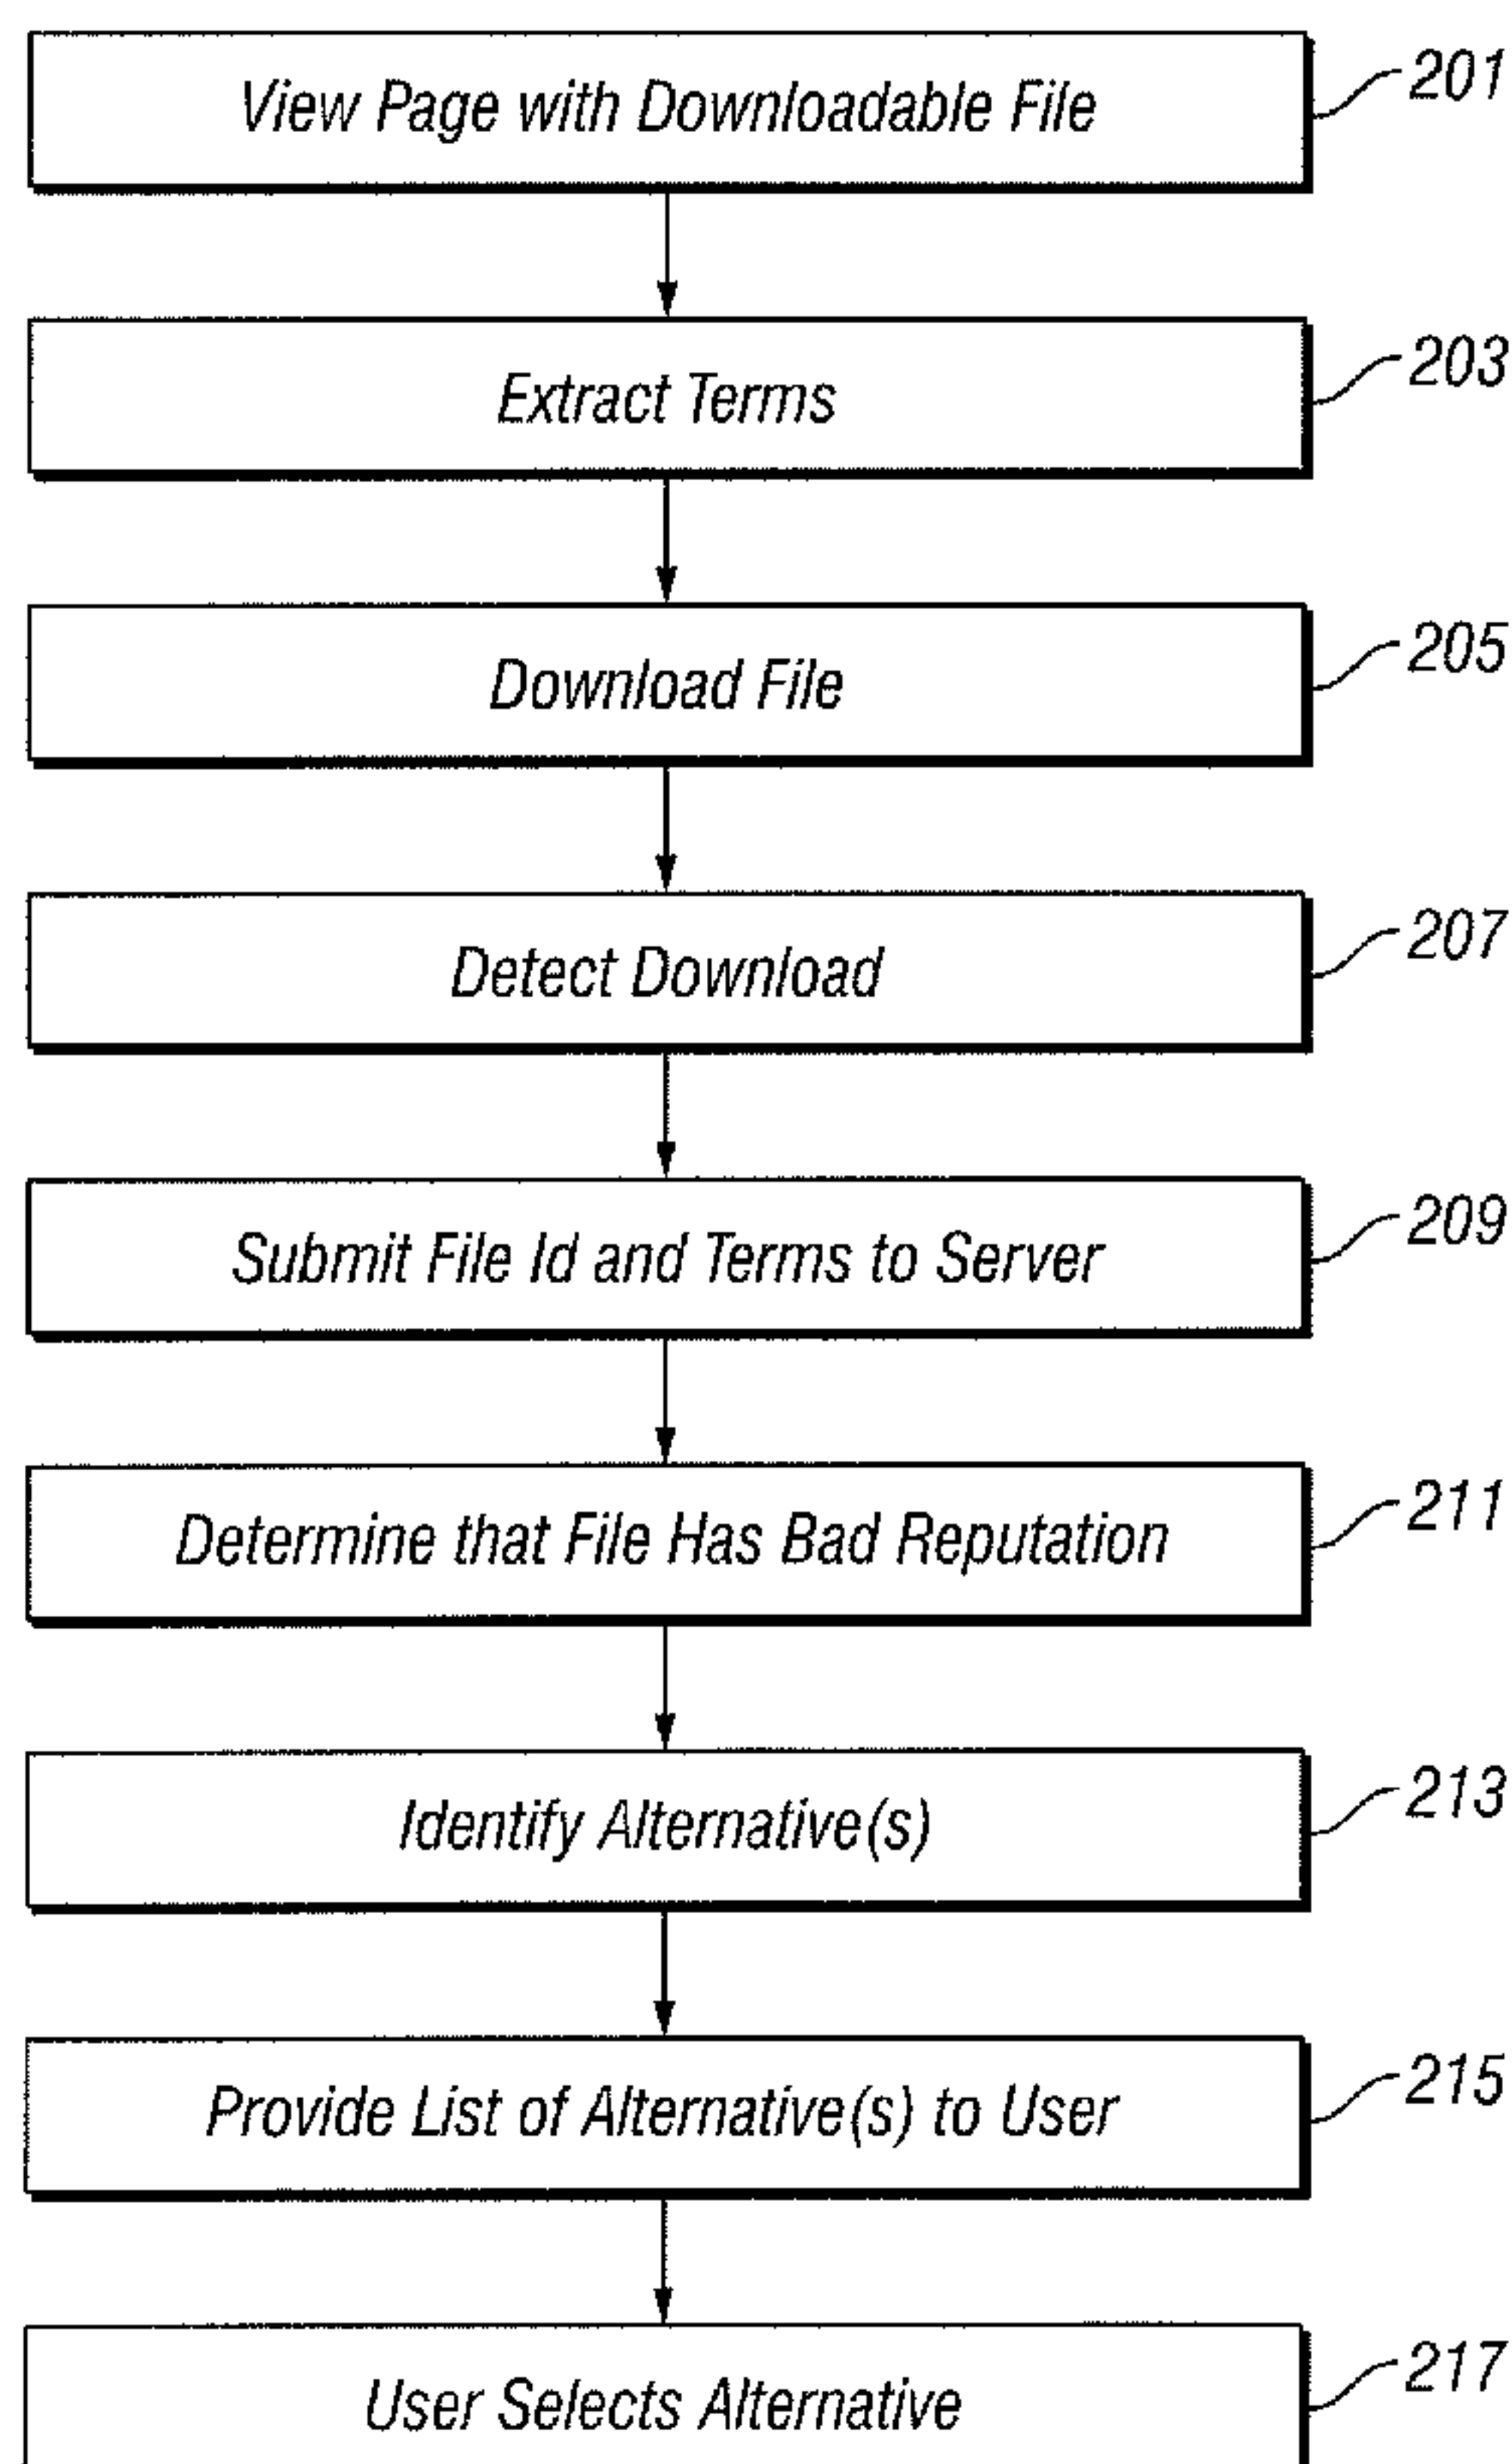 View Page with Downloadable File 201
Extract Terms 203
Download File 205
Detect Download 207
Submit File Id and Terms to Server 209
Determine that File Has Bad Reputation 211
Identify Alternative(s) 213
Provide List of Alternative(s) to User 215
User Selects Alternative 217